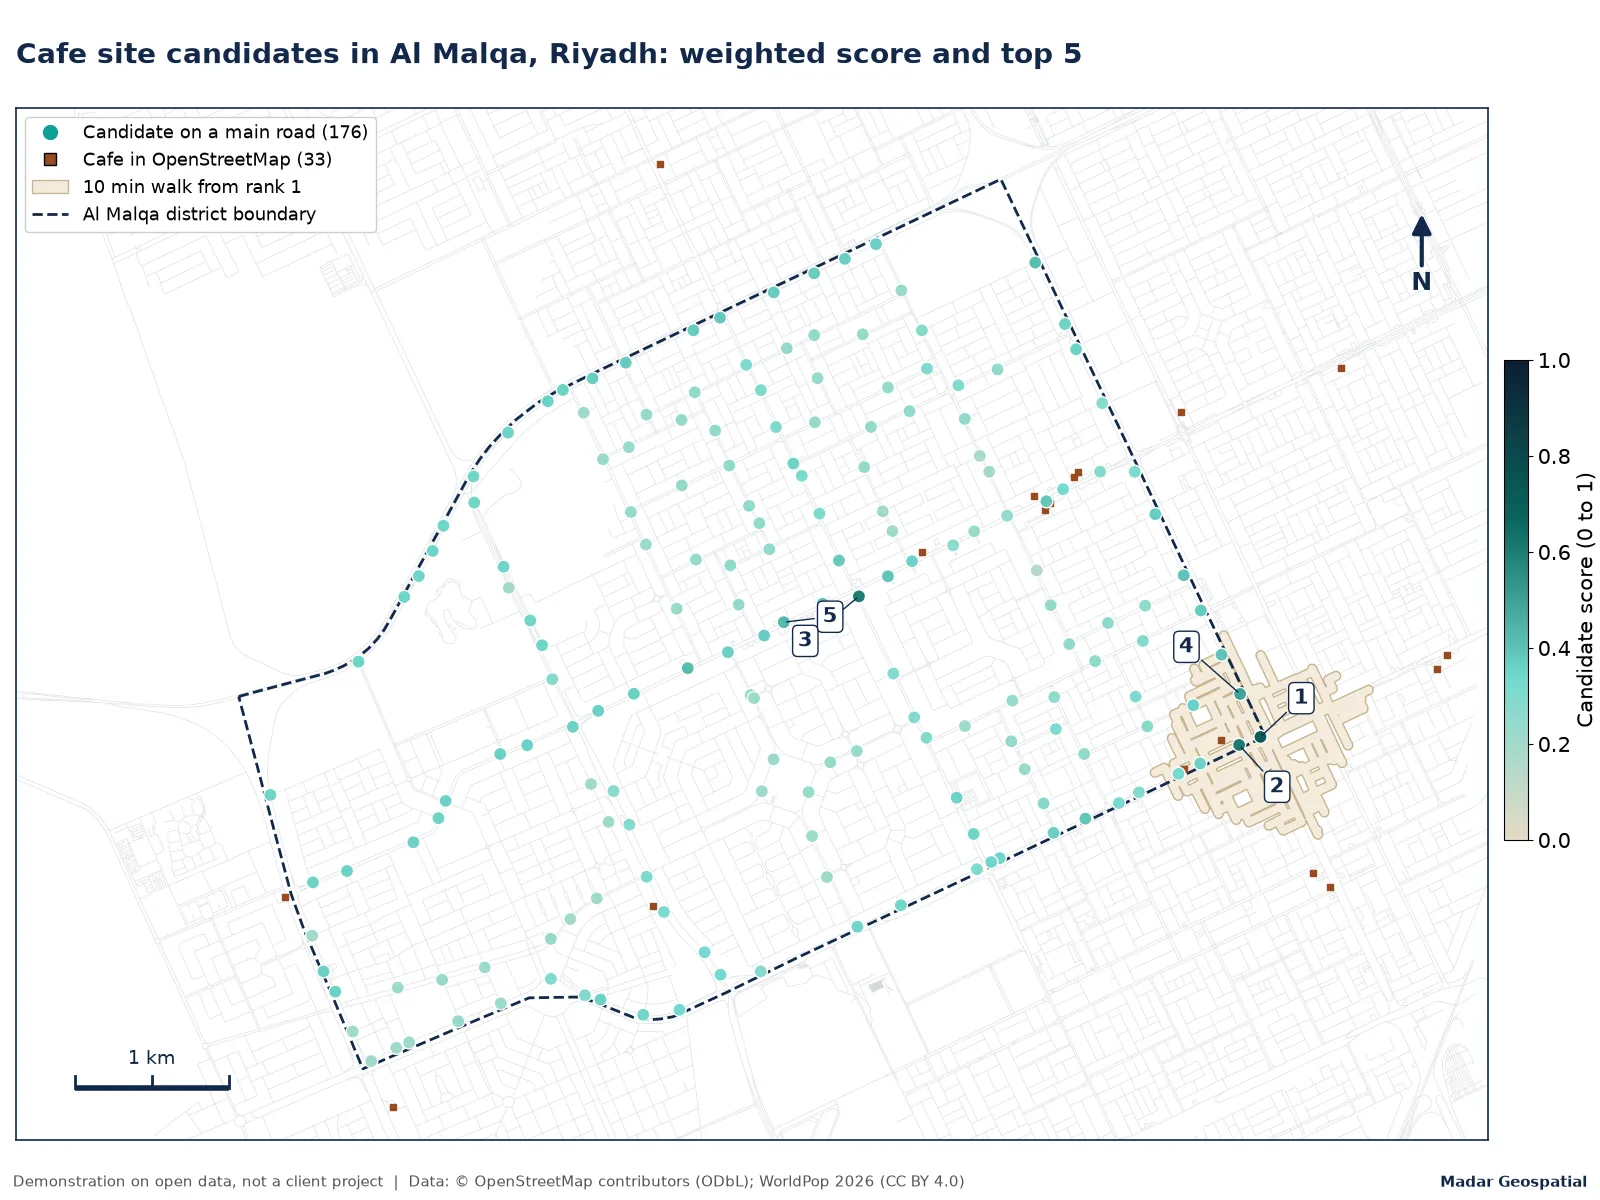 Cafe site candidates in Al Malqa, Riyadh: weighted score and top 5
Candidate on a main road (176)
Cafe in OpenStreetMap (33)
10 min walk from rank 1
Al Malqa district boundary
N
1.0
0.8
0.6
0.4
0.2
0.0
Candidate score (0 to 1)
5
3
4
1
2
1 km
Demonstration on open data, not a client project | Data: © OpenStreetMap contributors (ODbL); WorldPop 2026 (CC BY 4.0)
Madar Geospatial